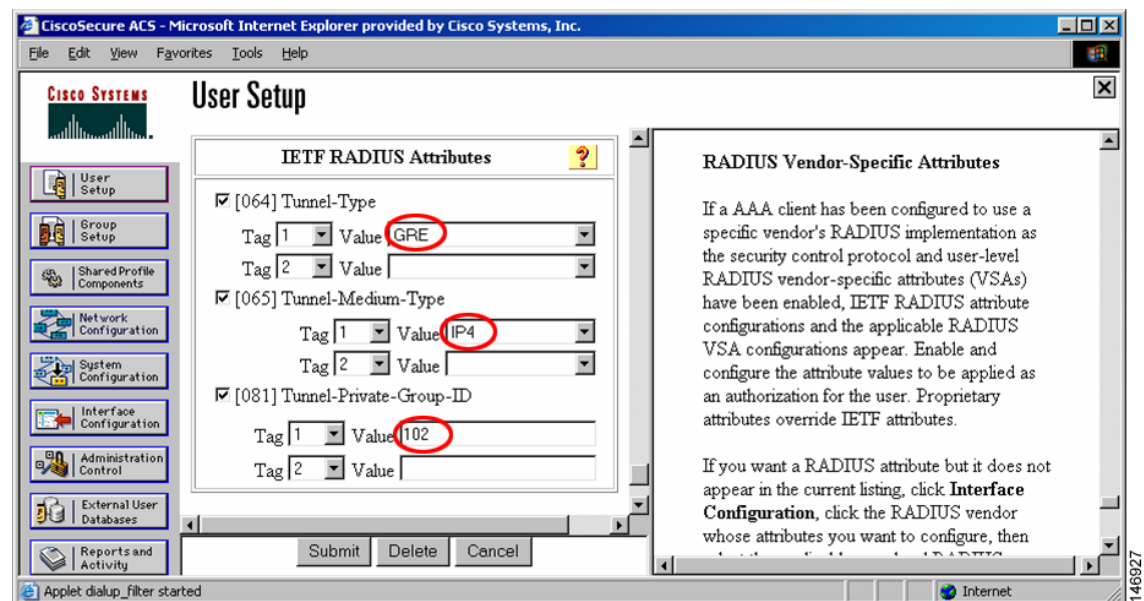 CiscoSecure ACS - Microsoft Internet Explorer provided by Cisco Systems, Inc.
File Edit View Favorites Tools Help
CISCO SYSTEMS
User Setup
User
Setup
Group
Setup
Shared Profile
Components
Network
Configuration
System
Configuration
Interface
Configuration
Administration
Control
External User
Databases
Reports and
Activity
IETF RADIUS Attributes
?
[064] Tunnel-Type
Tag 1 Value GRE
Tag 2 Value
[065] Tunnel-Medium-Type
Tag 1 Value IP4
Tag 2 Value
[081] Tunnel-Private-Group-ID
Tag 1 Value 102
Tag 2 Value
Submit Delete Cancel
RADIUS Vendor-Specific Attributes
If a AAA client has been configured to use a
specific vendor's RADIUS implementation as
the security control protocol and user-level
RADIUS vendor-specific attributes (VSAs)
have been enabled, IETF RADIUS attribute
configurations and the applicable RADIUS
VSA configurations appear. Enable and
configure the attribute values to be applied as
an authorization for the user. Proprietary
attributes override IETF attributes.
If you want a RADIUS attribute but it does not
appear in the current listing, click Interface
Configuration, click the RADIUS vendor
whose attributes you want to configure, then
Applet dialup_filter started
Internet
146927